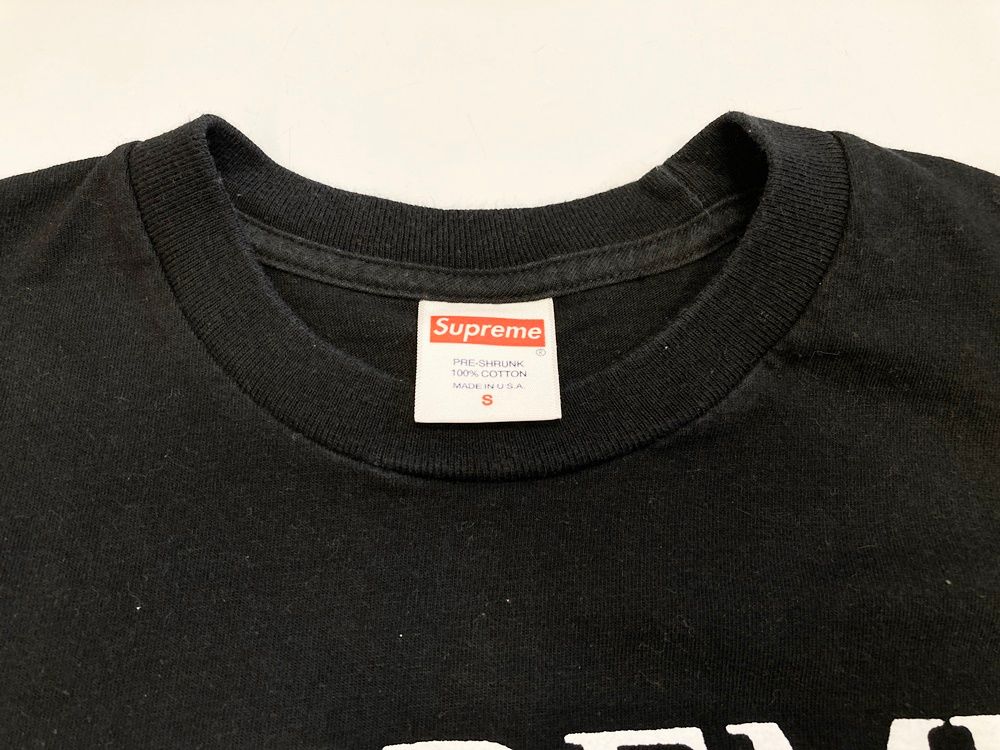 Supreme
®
PRE-SHRUNK
100% COTTON
MADE IN U.S.A
S